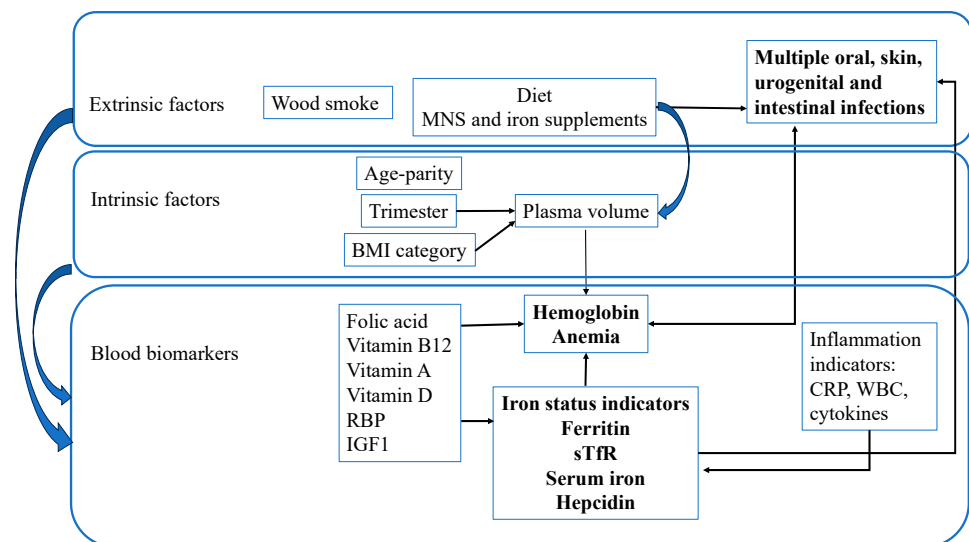 Extrinsic factors
Wood smoke
Diet
MNS and iron supplements
Multiple oral, skin,
urogenital and
intestinal infections
Intrinsic factors
Age-parity
Trimester
BMI category
Plasma volume
Blood biomarkers
Folic acid
Vitamin B12
Vitamin A
Vitamin D
RBP
IGF1
Hemoglobin
Anemia
Iron status indicators
Ferritin
sTfR
Serum iron
Hepcidin
Inflammation
indicators:
CRP, WBC,
cytokines